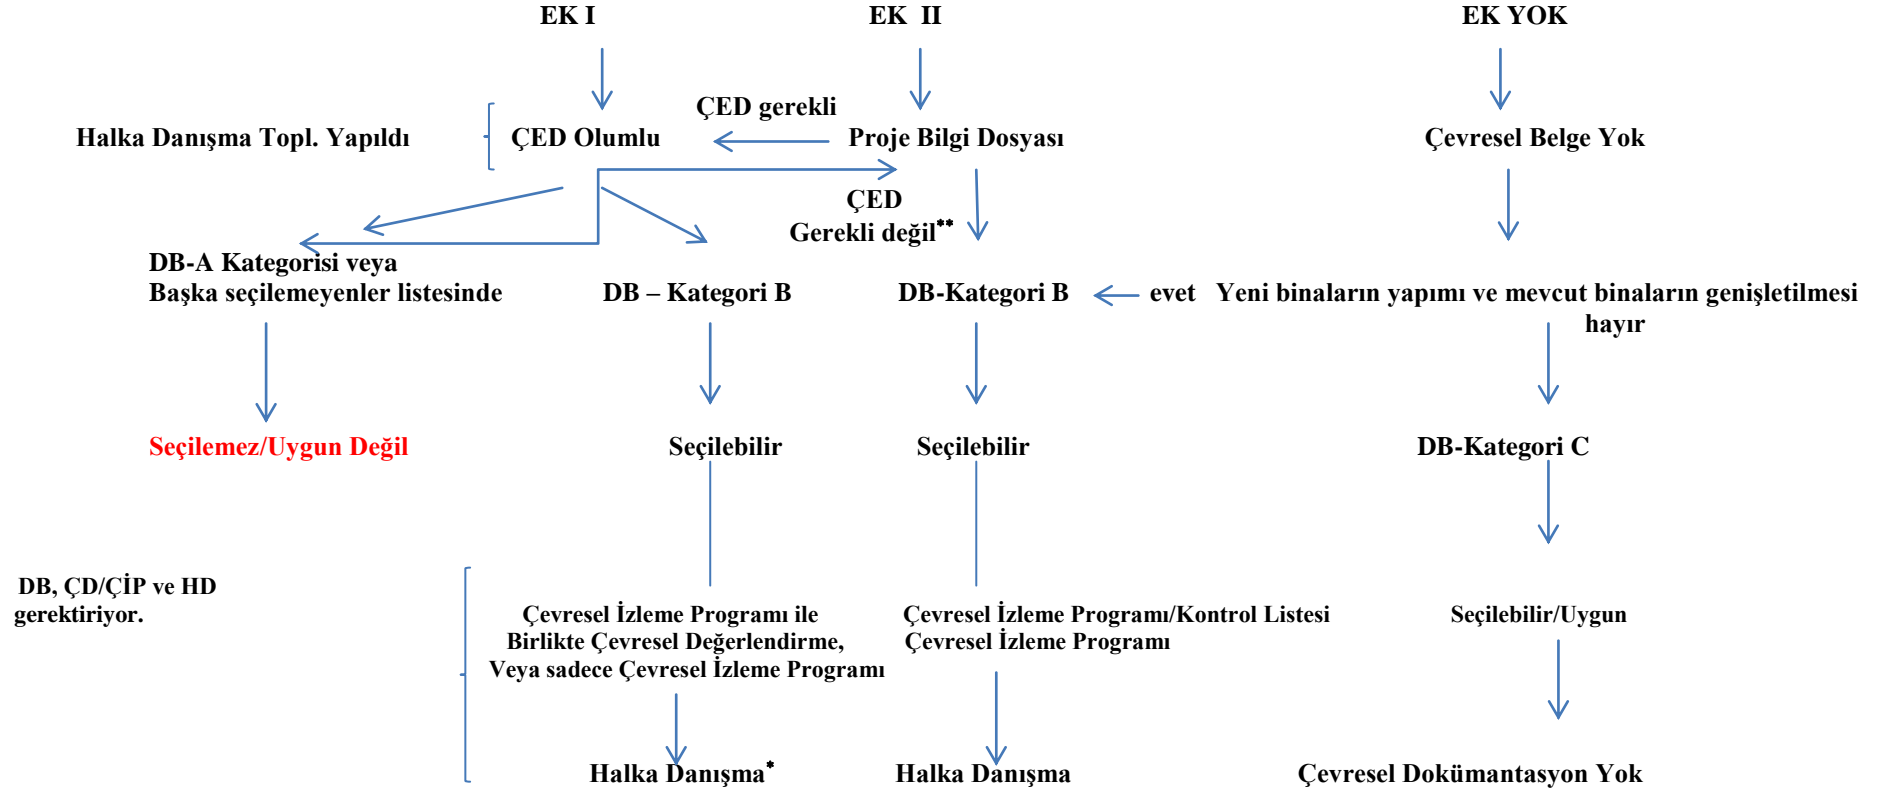 EK I
EK  II
EK YOK
ÇED gerekli
Halka Danışma Topl. Yapıldı
ÇED Olumlu
Proje Bilgi Dosyası
Çevresel Belge Yok
ÇED
Gerekli değil**
DB-A Kategorisi veya
Başka seçilemeyenler listesinde
DB – Kategori B
DB-Kategori B
evet
Yeni binaların yapımı ve mevcut binaların genişletilmesi
hayır
Seçilemez/Uygun Değil
Seçilebilir
Seçilebilir
DB-Kategori C
DB, ÇD/ÇİP ve HD
gerektiriyor.
Çevresel İzleme Programı ile
Birlikte Çevresel Değerlendirme,
Veya sadece Çevresel İzleme Programı
Çevresel İzleme Programı/Kontrol Listesi
Çevresel İzleme Programı
Seçilebilir/Uygun
Halka Danışma*
Halka Danışma
Çevresel Dokümantasyon Yok